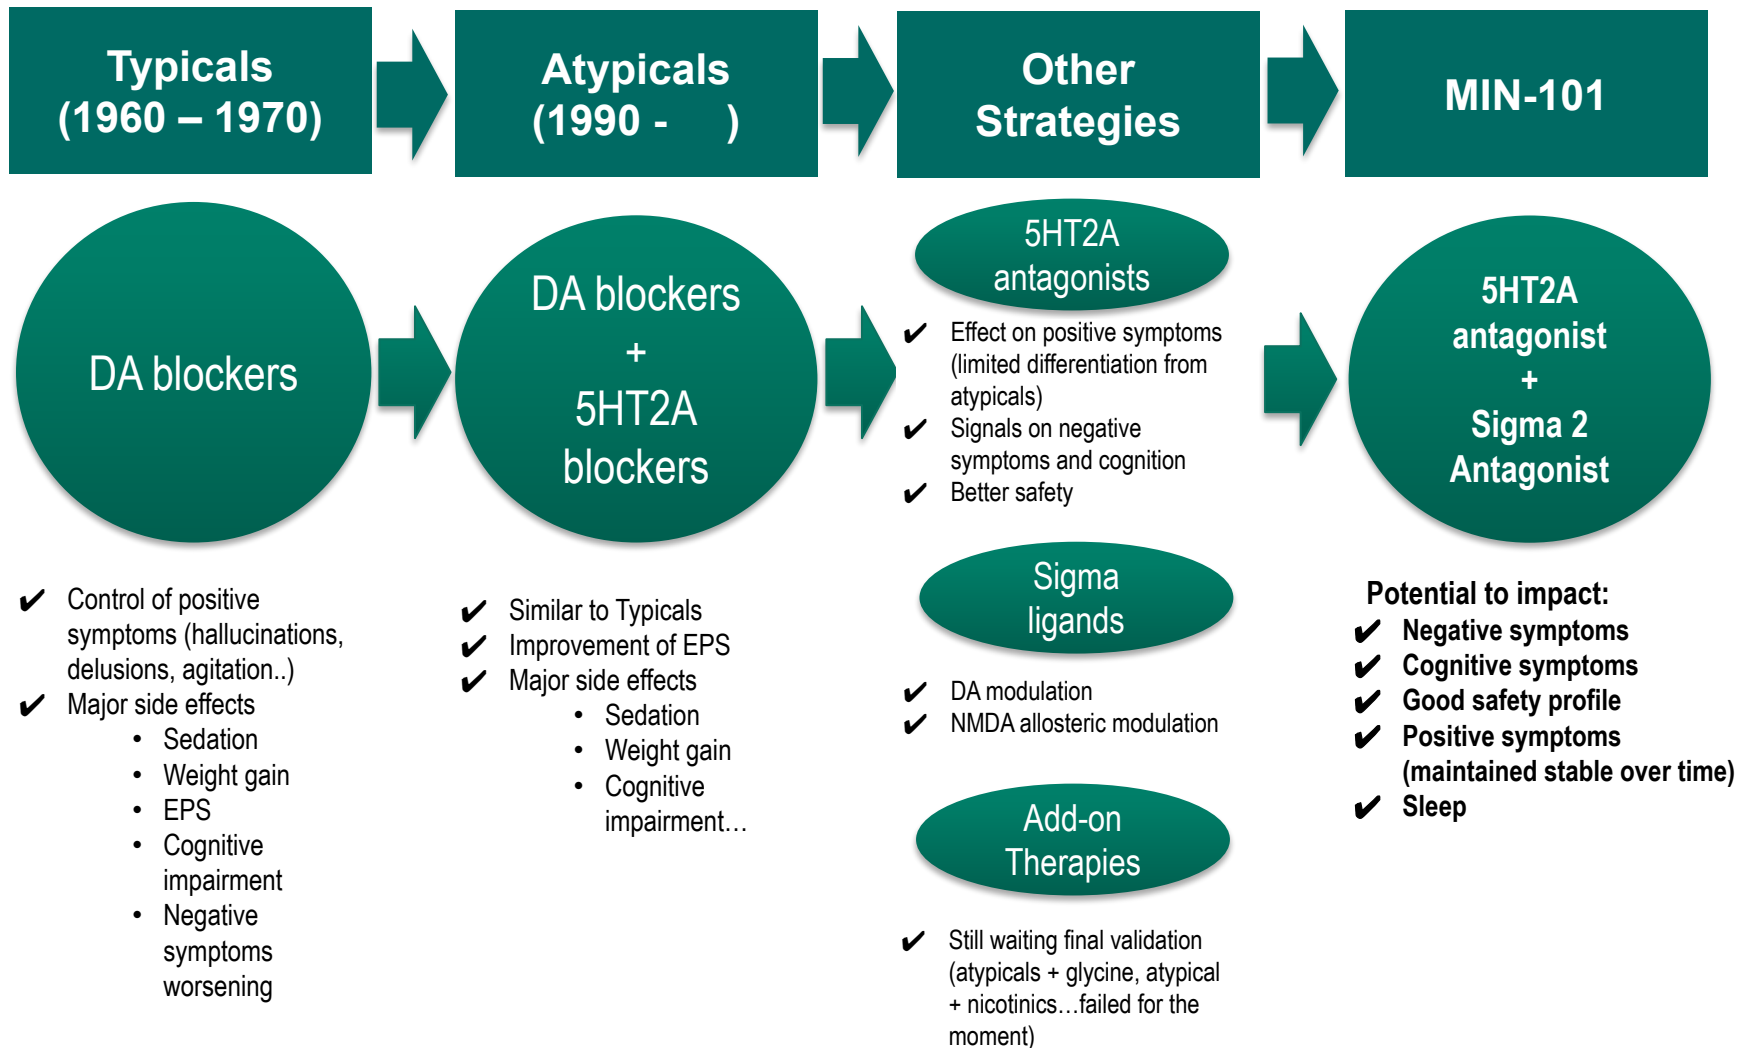 Typicals
(1960 – 1970)
Atypicals
(1990 -    )
Other
Strategies
MIN-101
DA blockers
✔ Control of positive
symptoms (hallucinations,
delusions, agitation..)
✔ Major side effects
• Sedation
• Weight gain
• EPS
• Cognitive
impairment
• Negative
symptoms
worsening
DA blockers
+
5HT2A
blockers
✔ Similar to Typicals
✔ Improvement of EPS
✔ Major side effects
• Sedation
• Weight gain
• Cognitive
impairment…
5HT2A
antagonists
✔ Effect on positive symptoms
(limited differentiation from
atypicals)
✔ Signals on negative
symptoms and cognition
✔ Better safety
Sigma
ligands
✔ DA modulation
✔ NMDA allosteric modulation
Add-on
Therapies
✔ Still waiting final validation
(atypicals + glycine, atypical
+ nicotinics…failed for the
moment)
5HT2A
antagonist
+
Sigma 2
Antagonist
Potential to impact:
✔ Negative symptoms
✔ Cognitive symptoms
✔ Good safety profile
✔ Positive symptoms
(maintained stable over time)
✔ Sleep